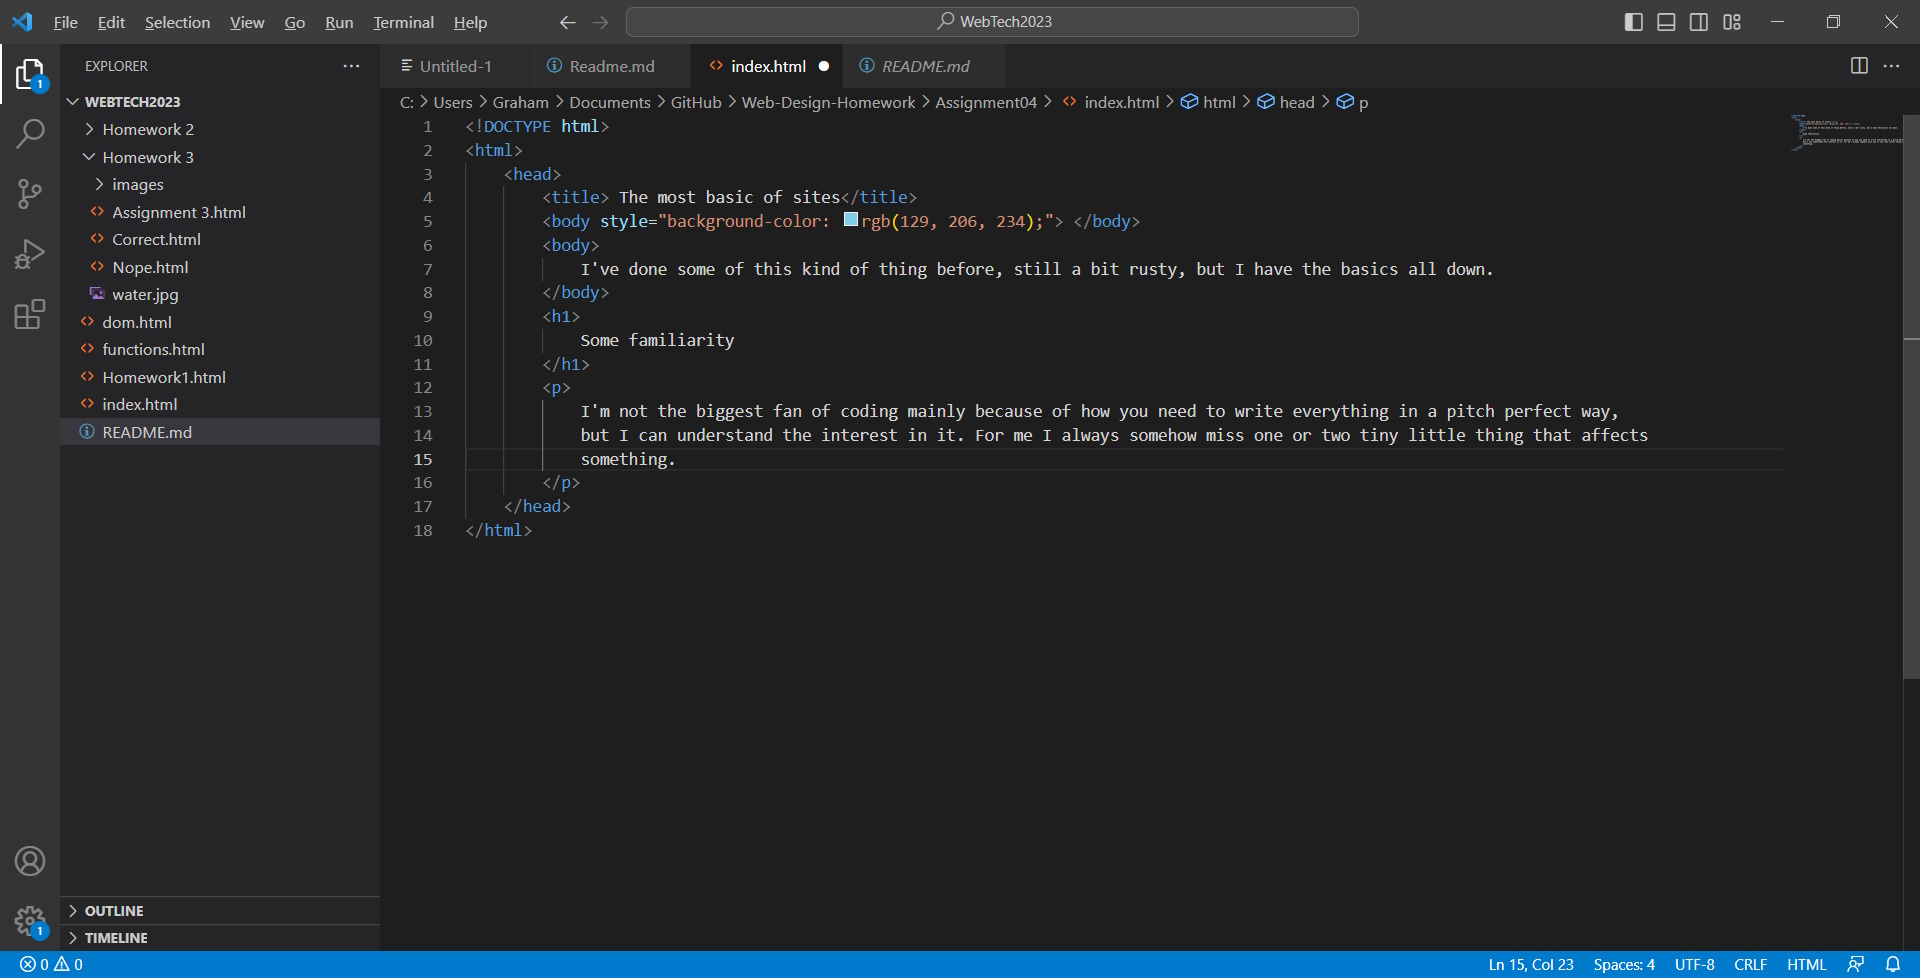 File Edit Selection View Go Run Terminal Help
WebTech2023
EXPLORER
WEBTECH2023
Homework 2
Homework 3
images
Assignment 3.html
Correct.html
Nope.html
water.jpg
dom.html
functions.html
Homework1.html
index.html
README.md
OUTLINE
TIMELINE
1
1
Untitled-1 Readme.md index.html README.md
C: Users Graham Documents GitHub Web-Design-Homework Assignment04 index.html html head p
1 <!DOCTYPE html>
2 <html>
3 <head>
4 <title> The most basic of sites</title>
5 <body style="background-color: rgb(129, 206, 234);"> </body>
6 <body>
7 I've done some of this kind of thing before, still a bit rusty, but I have the basics all down.
8 </body>
9 <h1>
10 Some familiarity
11 </h1>
12 <p>
13 I'm not the biggest fan of coding mainly because of how you need to write everything in a pitch perfect way,
14 but I can understand the interest in it. For me I always somehow miss one or two tiny little thing that affects
15 something.
16 </p>
17 </head>
18 </html>
0 0 Ln 15, Col 23 Spaces: 4 UTF-8 CRLF HTML